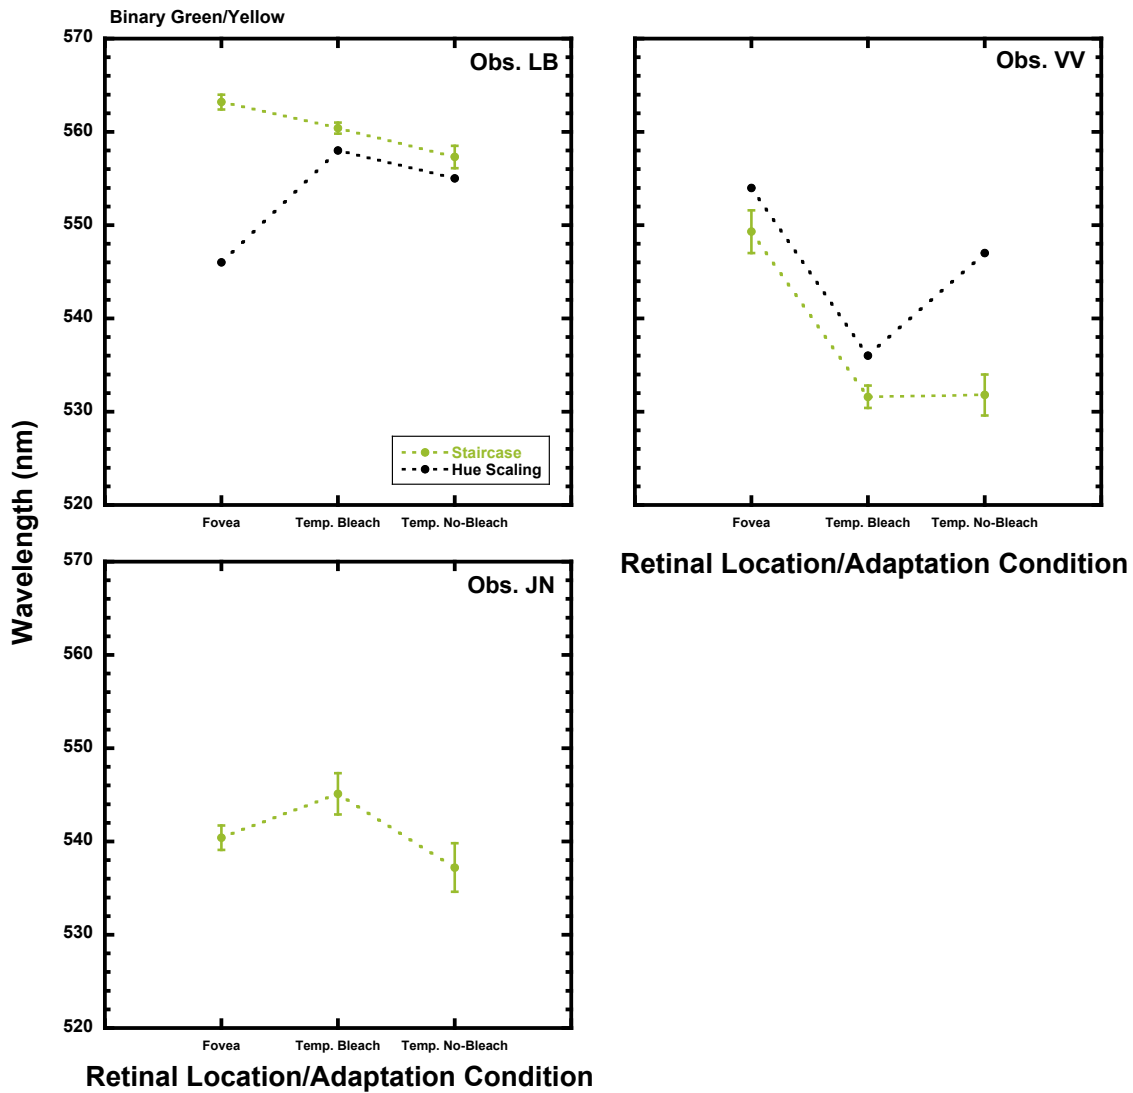 Binary Green/Yellow
570
560
550
540
530
520
Obs. LB
Staircase
Hue Scaling
Fovea Temp. Bleach Temp. No-Bleach
Obs. VV
Fovea Temp. Bleach Temp. No-Bleach
Retinal Location/Adaptation Condition
Wavelength (nm)
570
560
550
540
530
520
Obs. JN
Fovea Temp. Bleach Temp. No-Bleach
Retinal Location/Adaptation Condition